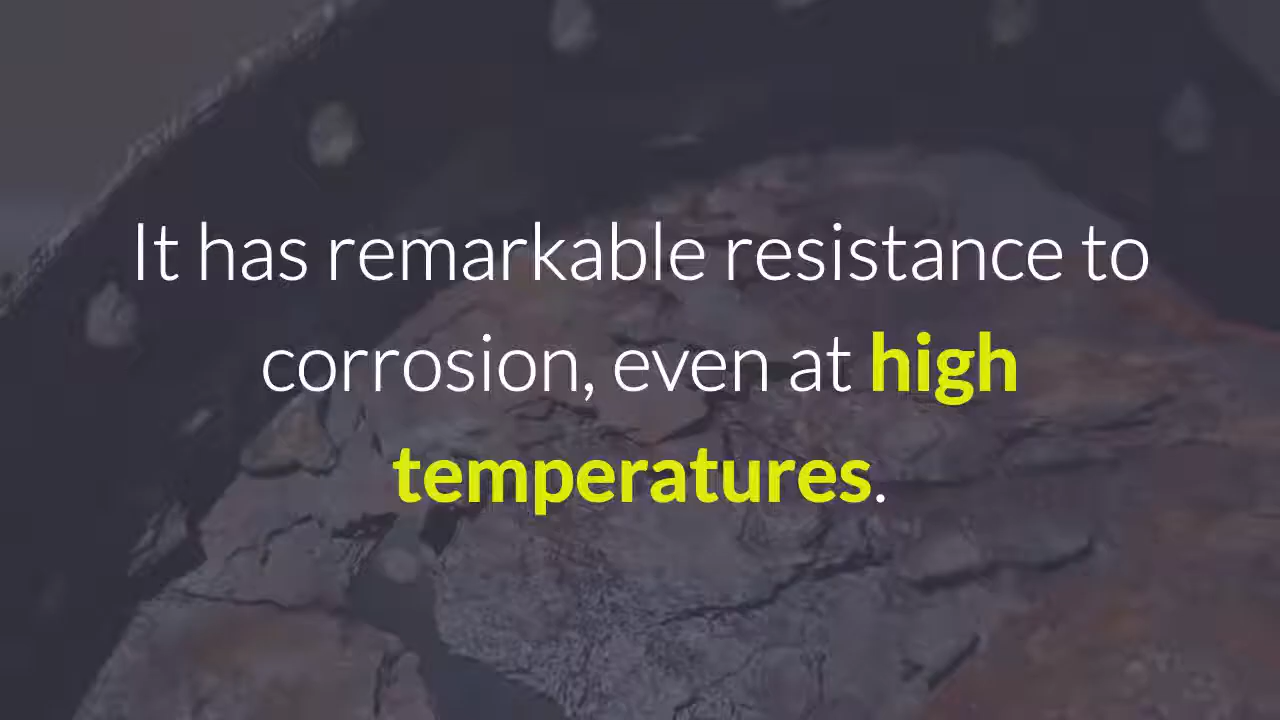 It has remarkable resistance to
corrosion, even at high
temperatures.